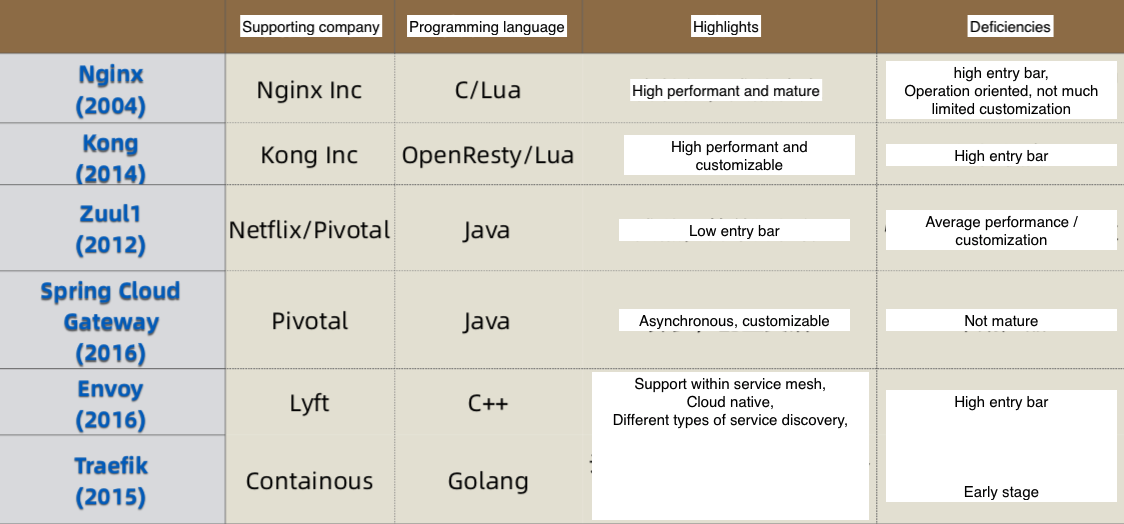 Supporting company
Programming language
Highlights
Deficiencies
Nginx
(2004)
Nginx Inc
C/Lua
High performant and mature
high entry bar,
Operation oriented, not much
limited customization
Kong
(2014)
Kong Inc
OpenResty/Lua
High performant and
customizable
High entry bar
Zuul1
(2012)
Netflix/Pivotal
Java
Low entry bar
Average performance /
customization
Spring Cloud
Gateway
(2016)
Pivotal
Java
Asynchronous, customizable
Not mature
Envoy
(2016)
Lyft
C++
Support within service mesh,
Cloud native,
Different types of service discovery,
High entry bar
Traefik
(2015)
Containous
Golang
Early stage